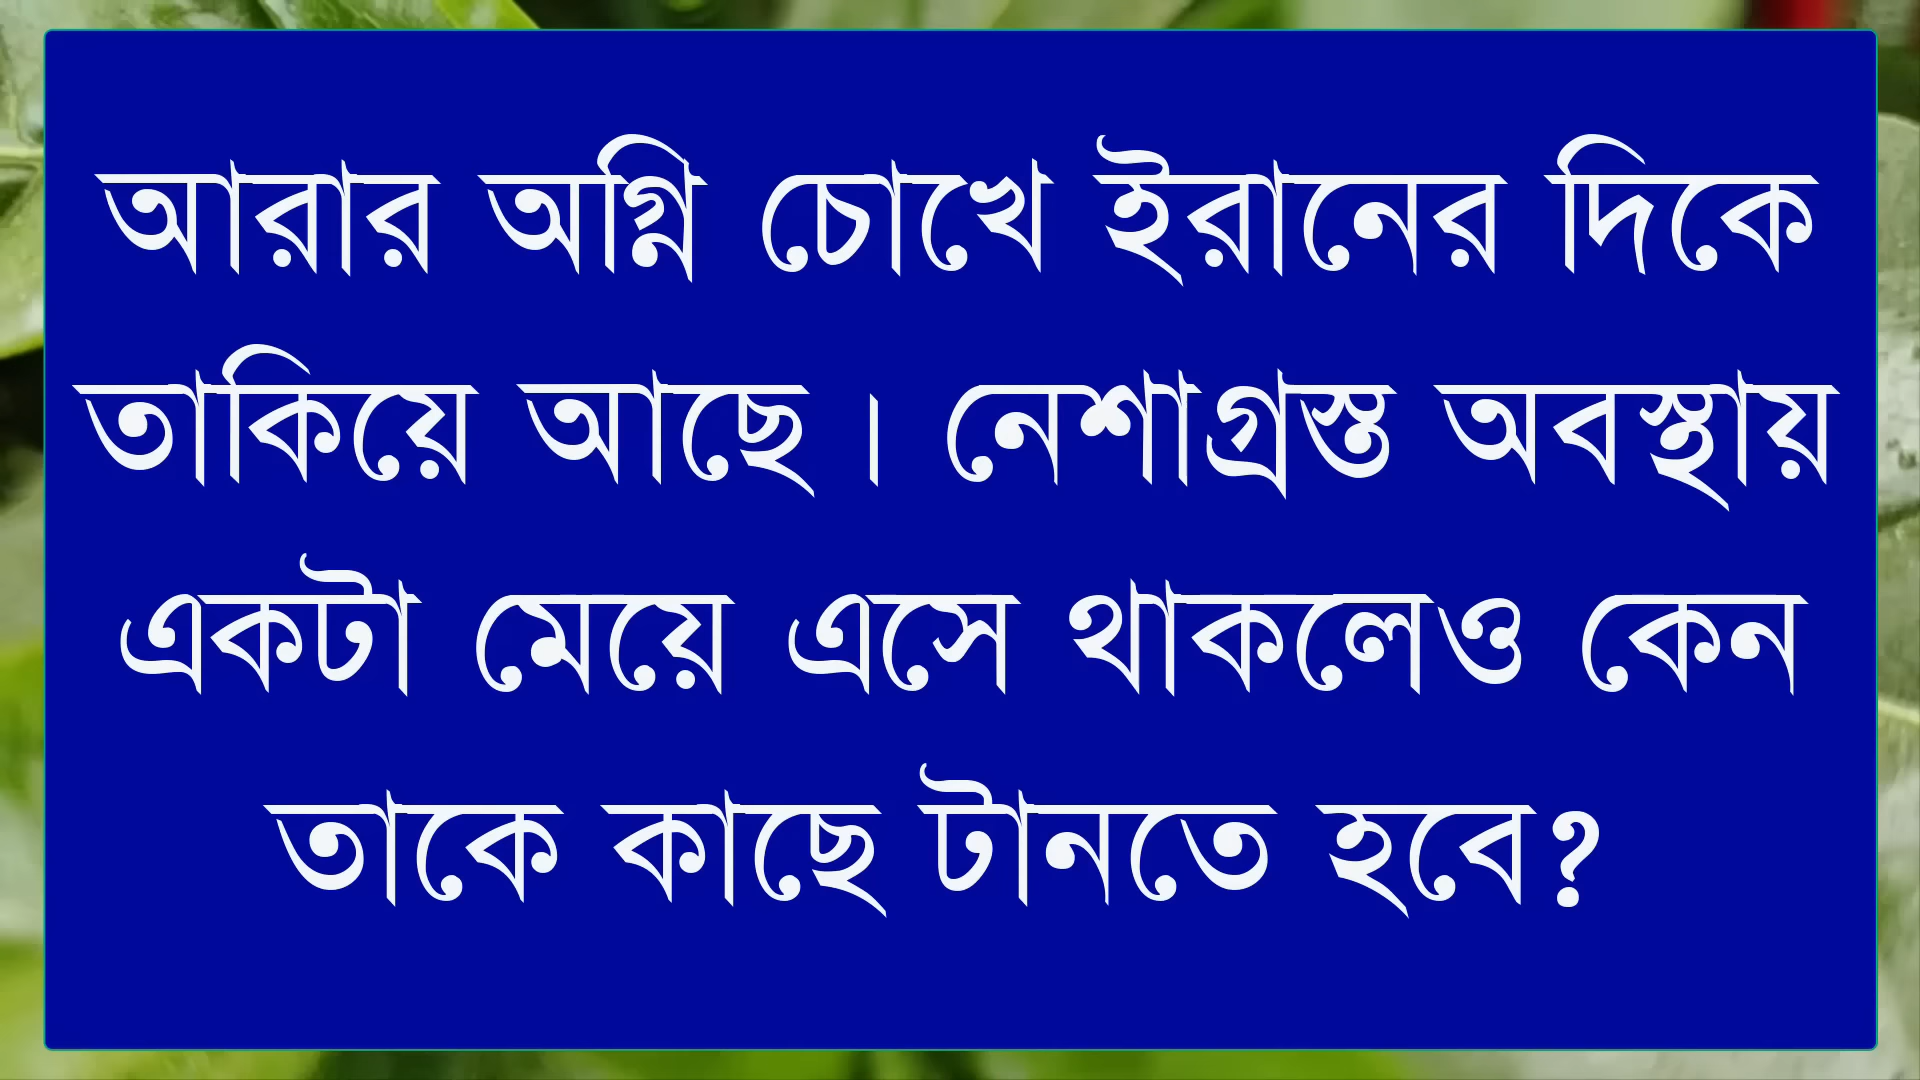 আরার অগ্নি চোখে ইরানের দিকে
তাকিয়ে আছে। নেশাগ্রস্ত অবস্থায়
একটা মেয়ে এসে থাকলেও কেন
তাকে কাছে টানতে হবে?